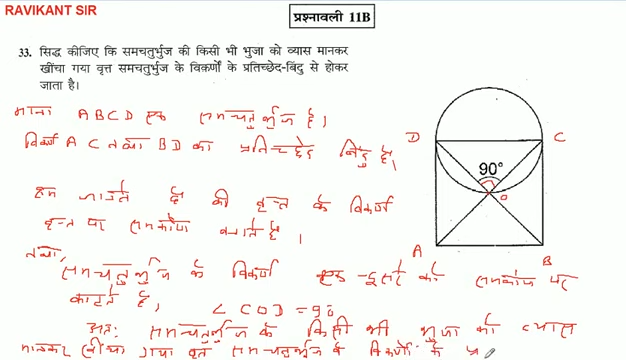 RAVIKANT SIR
प्रश्नावली 11B
33. सिद्ध कीजिए कि समचतुर्भुज की किसी भी भुजा को व्यास मानकर
खींचा गया वृत्त समचतुर्भुज के विकर्णों के प्रतिच्छेद-बिंदु से होकर
जाता है।
माना ABCD एक समचतुर्भुज है।
विकर्ण AC तथा BD का प्रतिच्छेद बिंदु है,
हम जानते है की वृन्त के विकर्ण
वृन्त पर समकोण बनाते है।
तथा, समचतुर्भुज के विकर्ण एक-दूसरे को समकोण पर
काटते है,
∠COD = 90
अतः समचतुर्भुज के किसी भी भुजा को व्यास
मानकर खींचा गया वृत समचतुर्भुज के विकर्णो के
D
C
90°
o
A
B